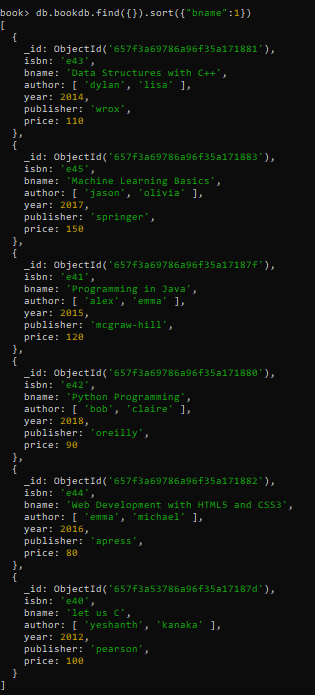 book> db.bookdb.find({}).sort({"bname":1})
[
  {
    _id: ObjectId('657f3a69786a96f35a171881'),
    isbn: 'e43',
    bname: 'Data Structures with C++',
    author: [ 'dylan', 'lisa' ],
    year: 2014,
    publisher: 'wrox',
    price: 110
  },
  {
    _id: ObjectId('657f3a69786a96f35a171883'),
    isbn: 'e45',
    bname: 'Machine Learning Basics',
    author: [ 'jason', 'olivia' ],
    year: 2017,
    publisher: 'springer',
    price: 150
  },
  {
    _id: ObjectId('657f3a69786a96f35a17187f'),
    isbn: 'e41',
    bname: 'Programming in Java',
    author: [ 'alex', 'emma' ],
    year: 2015,
    publisher: 'mcgraw-hill',
    price: 120
  },
  {
    _id: ObjectId('657f3a69786a96f35a171880'),
    isbn: 'e42',
    bname: 'Python Programming',
    author: [ 'bob', 'claire' ],
    year: 2018,
    publisher: 'oreilly',
    price: 90
  },
  {
    _id: ObjectId('657f3a69786a96f35a171882'),
    isbn: 'e44',
    bname: 'Web Development with HTML5 and CSS3',
    author: [ 'emma', 'michael' ],
    year: 2016,
    publisher: 'apress',
    price: 80
  },
  {
    _id: ObjectId('657f3a53786a96f35a17187d'),
    isbn: 'e40',
    bname: 'let us C',
    author: [ 'yeshanth', 'kanaka' ],
    year: 2012,
    publisher: 'pearson',
    price: 100
  }
]